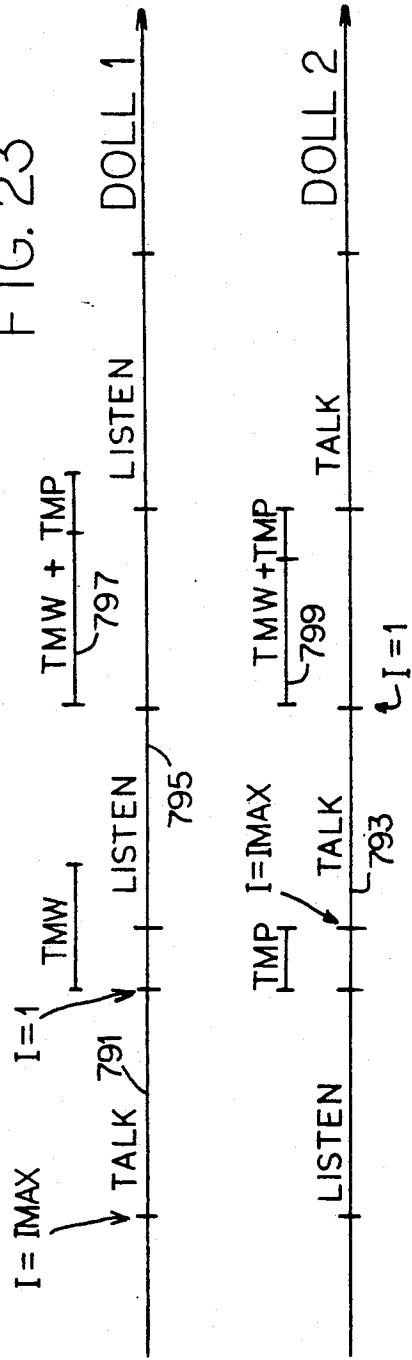 FIG. 23
I=IMAX
I=1
TMW
TMW + TMP
797
TALK
791
LISTEN
795
LISTEN
DOLL 1
TMP
I=IMAX
TMW+TMP
799
LISTEN
TALK
793
I=1
TALK
DOLL 2